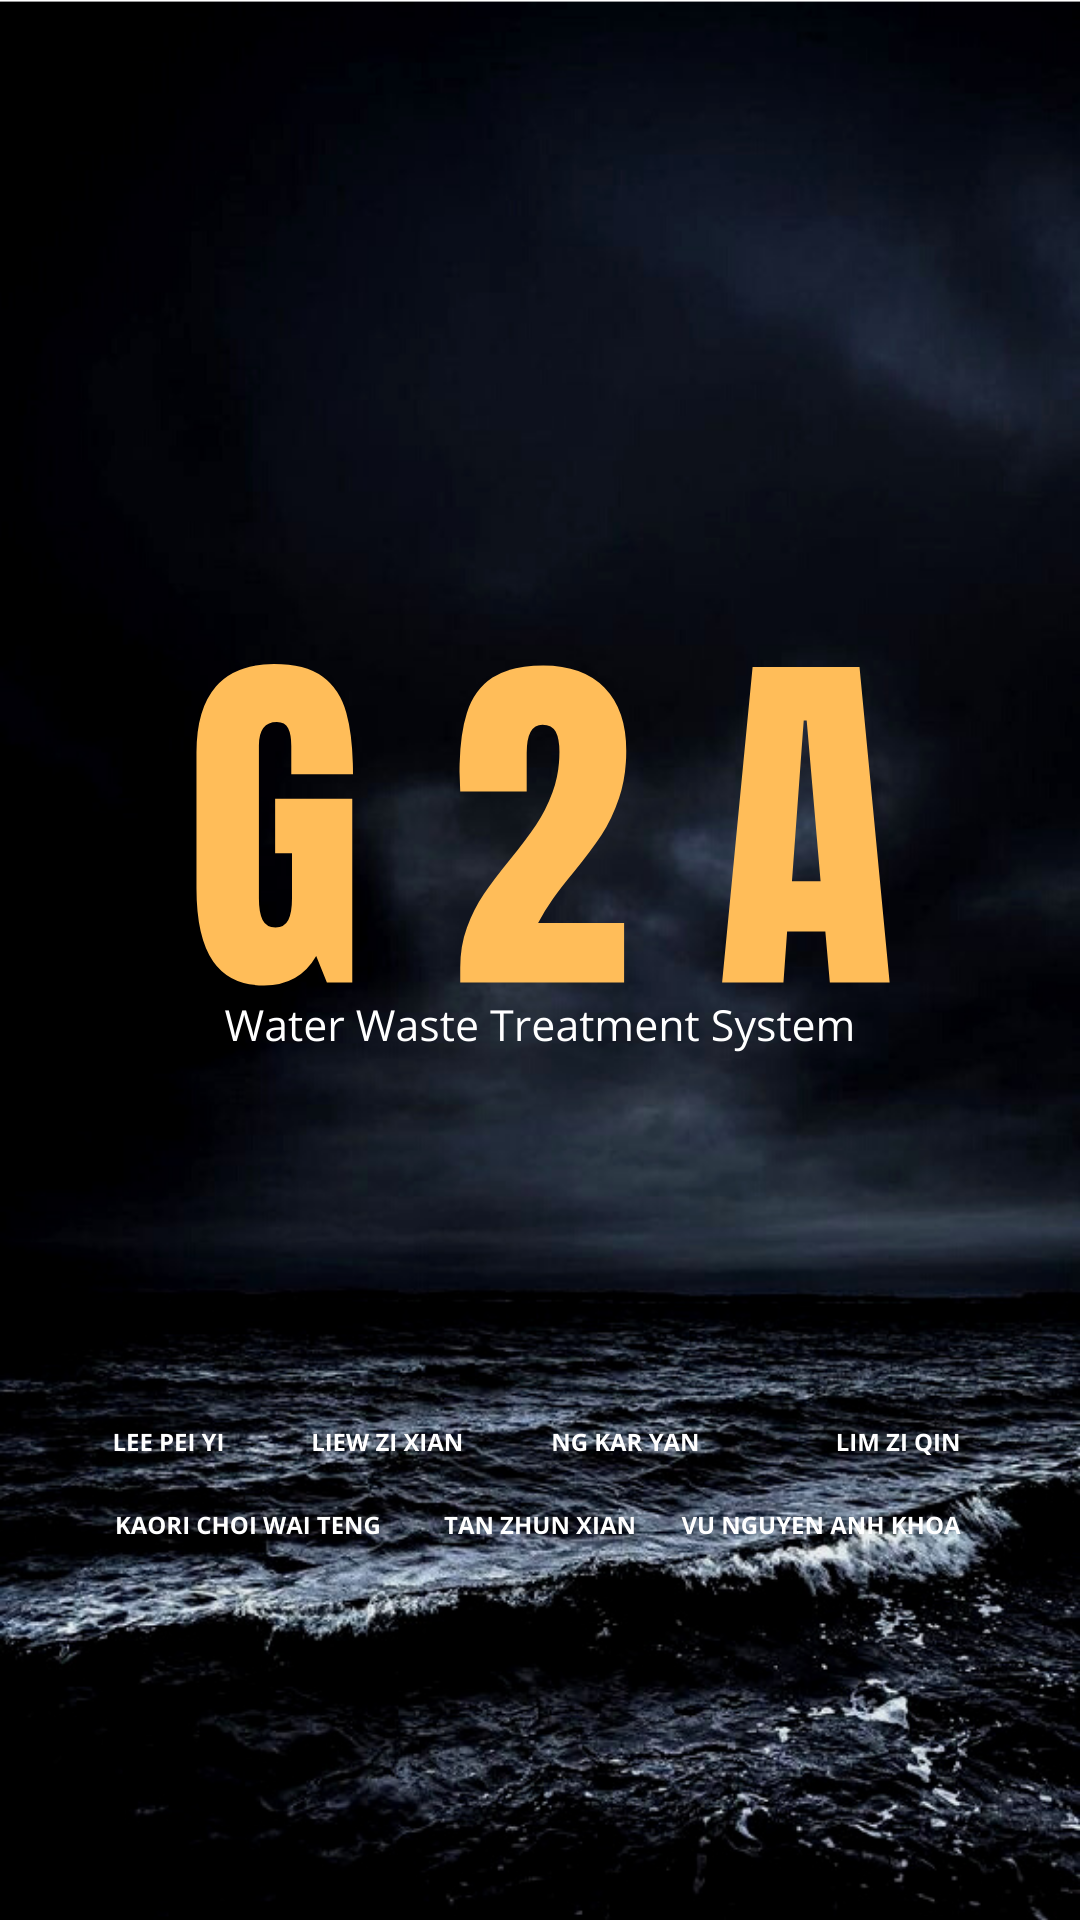 G2A
Water Waste Treatment System
LEE PEI YI LIEW ZI XIAN NG KAR YAN LIM ZI QIN
KAORI CHOI WAI TENG TAN ZHUN XIAN VU NGUYEN ANH KHOA